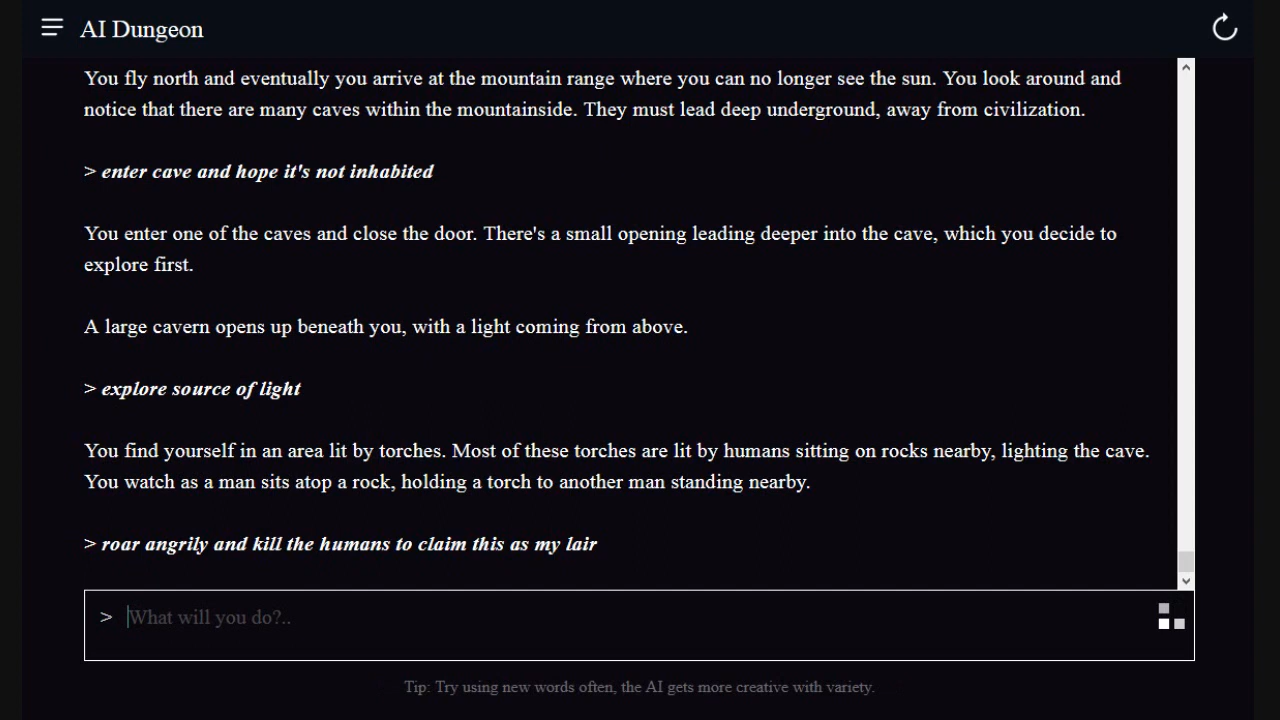 AI Dungeon
You fly north and eventually you arrive at the mountain range where you can no longer see the sun. You look around and
notice that there are many caves within the mountainside. They must lead deep underground, away from civilization.
> enter cave and hope it's not inhabited
You enter one of the caves and close the door. There's a small opening leading deeper into the cave, which you decide to
explore first.
A large cavern opens up beneath you, with a light coming from above.
> explore source of light
You find yourself in an area lit by torches. Most of these torches are lit by humans sitting on rocks nearby, lighting the cave.
You watch as a man sits atop a rock, holding a torch to another man standing nearby.
> roar angrily and kill the humans to claim this as my lair
> What will you do?..
Tip: Try using new words often, the AI gets more creative with variety.